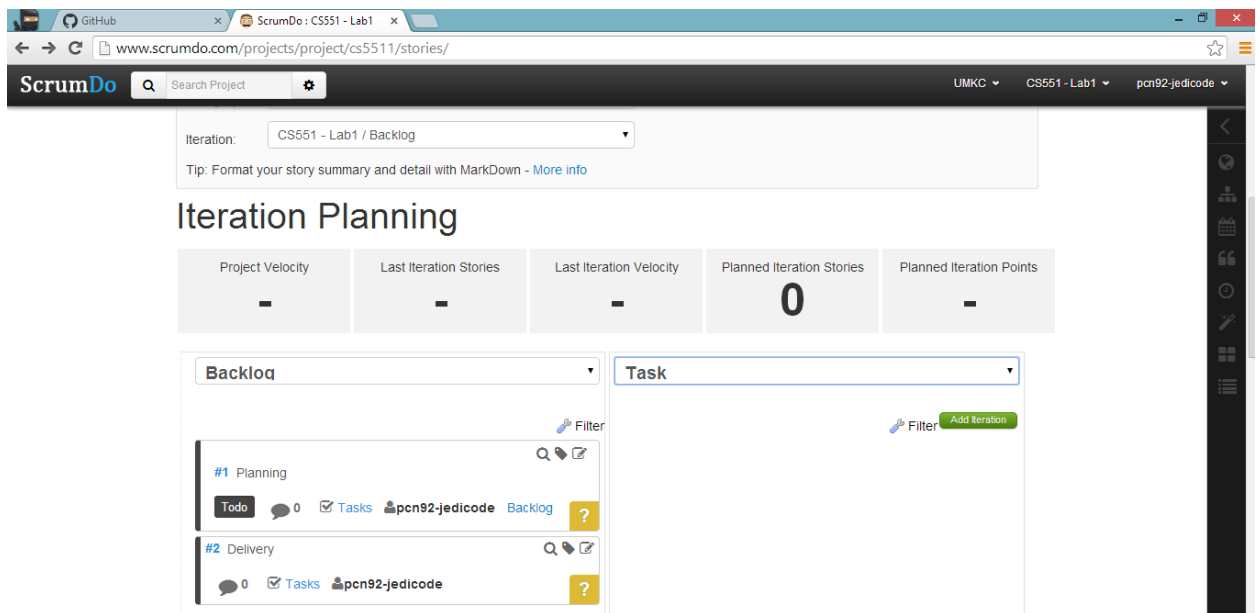 GitHub
ScrumDo : CS551 - Lab1
www.scrumdo.com/projects/project/cs5511/stories/
ScrumDo Search Project UMKC CS551 - Lab1 pcn92-jedicode
Iteration: CS551 - Lab1 / Backlog
Tip: Format your story summary and detail with MarkDown - More info
Iteration Planning
Project Velocity Last Iteration Stories Last Iteration Velocity Planned Iteration Stories Planned Iteration Points
- - - 0 -
Backlog Task
Filter Filter Add Iteration
#1 Planning
Todo 0 Tasks pcn92-jedicode Backlog ?
#2 Delivery
0 Tasks pcn92-jedicode ?